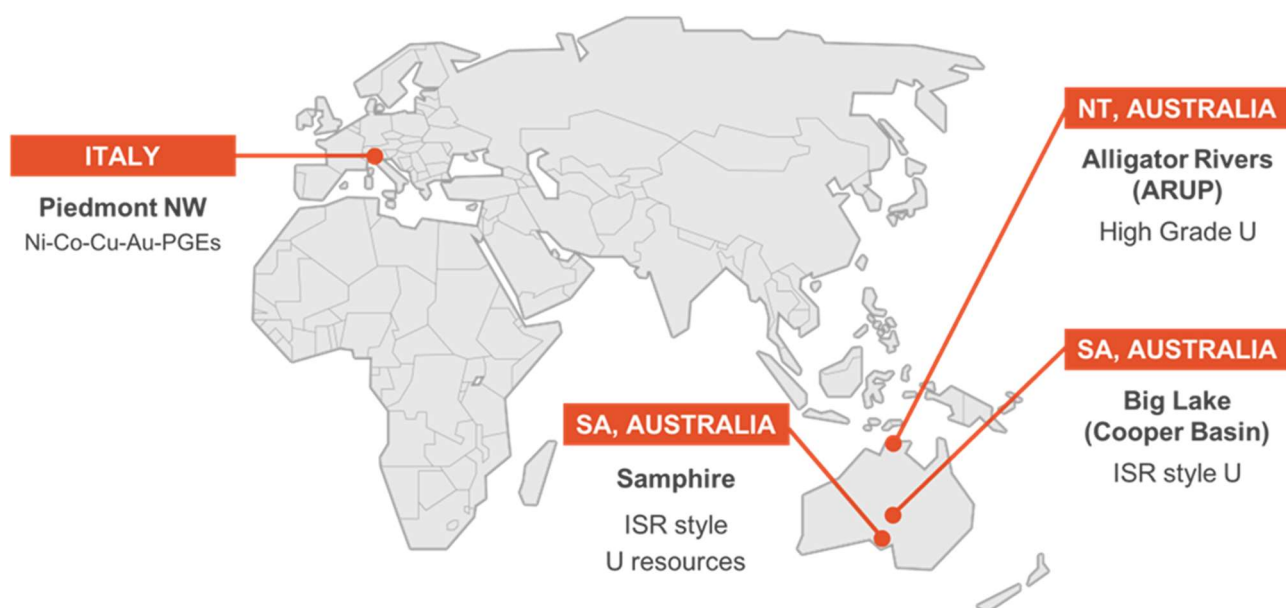 ITALY
Piedmont NW
Ni-Co-Cu-Au-PGEs
NT, AUSTRALIA
Alligator Rivers
(ARUP)
High Grade U
SA, AUSTRALIA
Big Lake
(Cooper Basin)
ISR style U
SA, AUSTRALIA
Samphire
ISR style
U resources